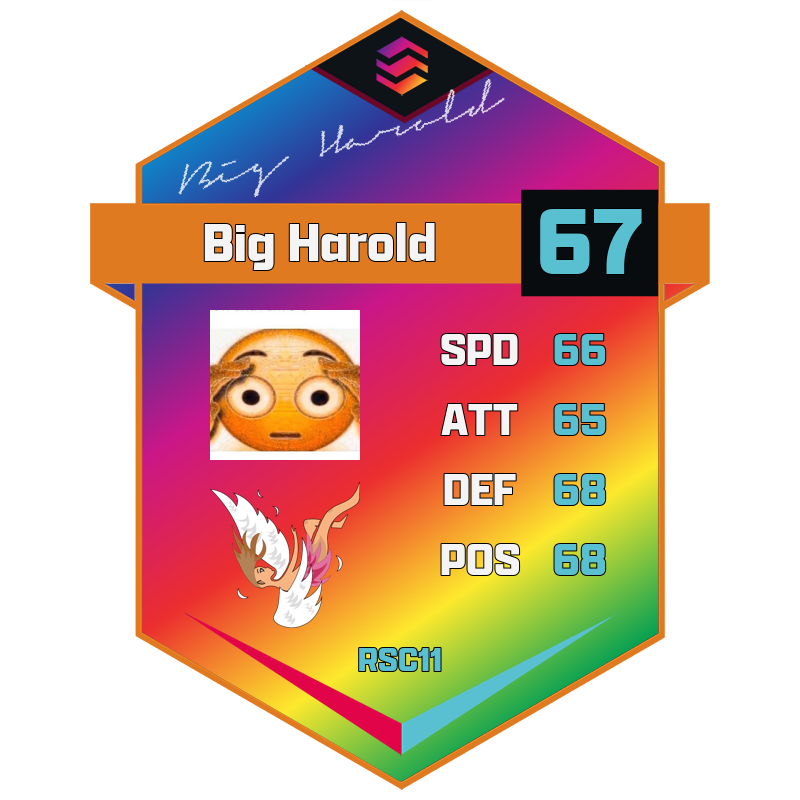 Big Harold
Big Harold 67
SPD 66
ATT 65
DEF 68
POS 68
RSC11